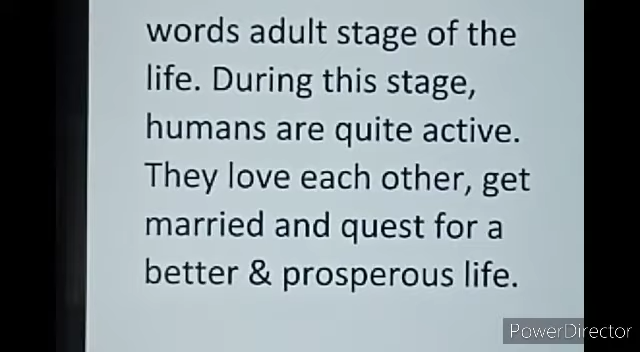 words adult stage of the
life. During this stage,
humans are quite active.
They love each other, get
married and quest for a
better & prosperous life.
PowerDirector